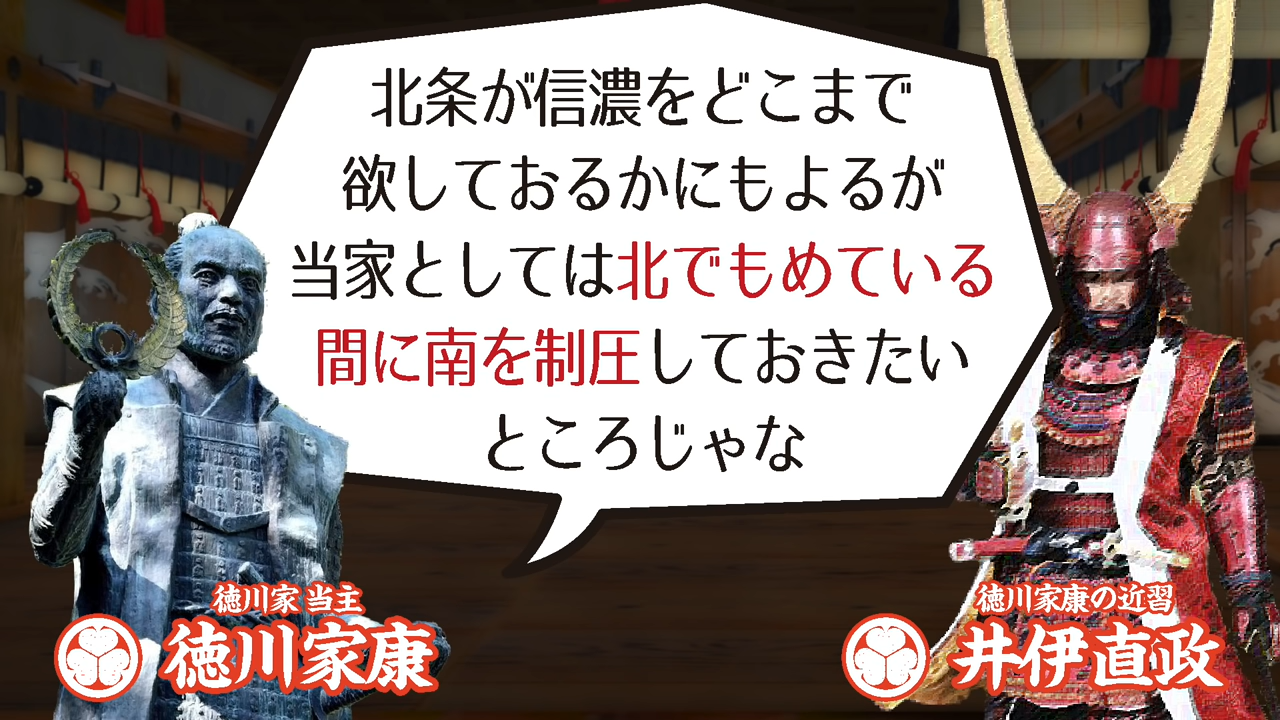 北条が信濃をどこまで
欲しておるかにもよるが
当家としては北でもめている
間に南を制圧しておきたい
ところじゃな
徳川家 当主
徳川家康
徳川家康の近習
井伊直政